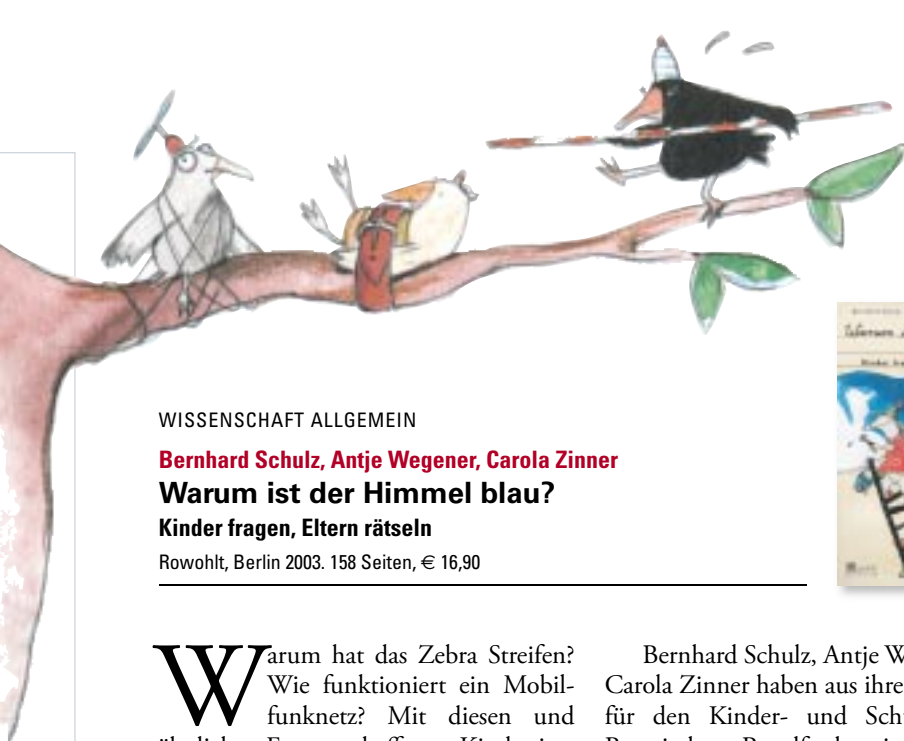 WISSENSCHAFT ALLGEMEIN
Bernhard Schulz, Antje Wegener, Carola Zinner
Warum ist der Himmel blau?
Kinder fragen, Eltern rätseln
Rowohlt, Berlin 2003. 158 Seiten, € 16,90
Warum hat das Zebra Streifen?
Wie funktioniert ein Mobil-
funknetz? Mit diesen und
Bernhard Schulz, Antje W
Carola Zinner haben aus ihre
für den Kinder- und Schu